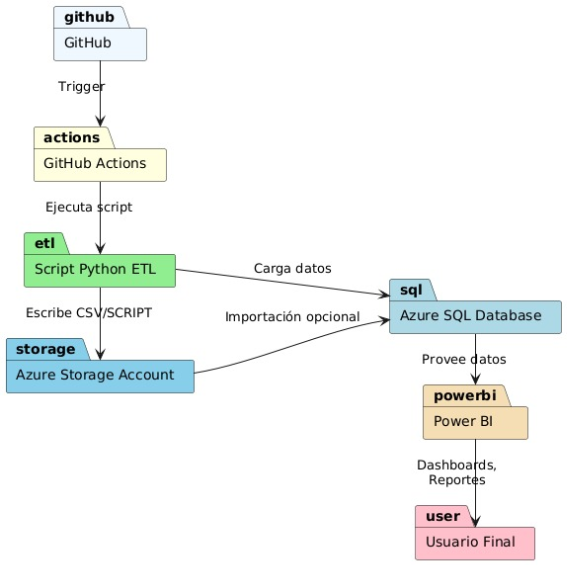 github
GitHub
Trigger
actions
GitHub Actions
Ejecuta script
etl
Script Python ETL
Carga datos
sql
Azure SQL Database
Escribe CSV/SCRIPT
Importación opcional
storage
Azure Storage Account
Provee datos
powerbi
Power BI
Dashboards,
Reportes
user
Usuario Final